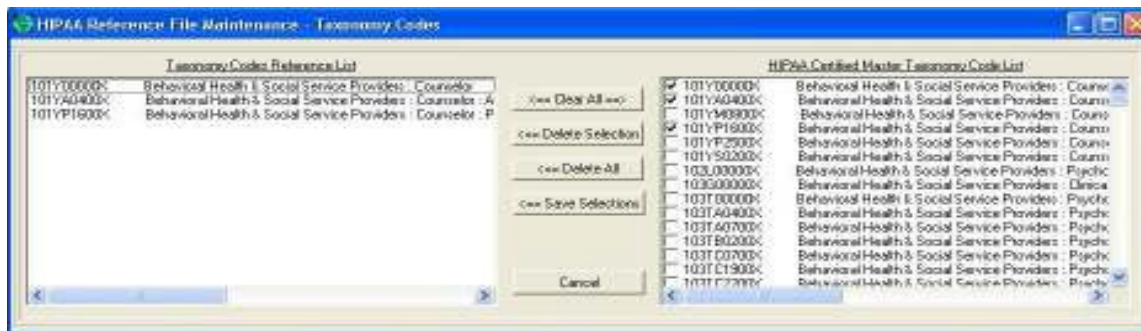 HIPAA Reference File Maintenance - Taxonomy Codes
Taxonomy Codes Reference List
101Y00000X Behavioral Health & Social Service Providers : Counselor
101YA0400X Behavioral Health & Social Service Providers : Counselor : A
101YP1600X Behavioral Health & Social Service Providers : Counselor : P
<== Clear All ==>
<== Delete Selection
<== Delete All
<== Save Selections
Cancel
HIPAA Certified Master Taxonomy Code List
101Y00000X Behavioral Health & Social Service Providers : Couns
101YA0400X Behavioral Health & Social Service Providers : Couns
101YM0800X Behavioral Health & Social Service Providers : Couns
101YP1600X Behavioral Health & Social Service Providers : Couns
101YP2500X Behavioral Health & Social Service Providers : Couns
101YS0200X Behavioral Health & Social Service Providers : Couns
102L00000X Behavioral Health & Social Service Providers : Psycho
103G00000X Behavioral Health & Social Service Providers : Clinica
103T00000X Behavioral Health & Social Service Providers : Psycho
103TA0400X Behavioral Health & Social Service Providers : Psycho
103TA0700X Behavioral Health & Social Service Providers : Psycho
103TB0200X Behavioral Health & Social Service Providers : Psycho
103TC0700X Behavioral Health & Social Service Providers : Psycho
103TC1900X Behavioral Health & Social Service Providers : Psycho
103TC2200X Behavioral Health & Social Service Providers : Psycho